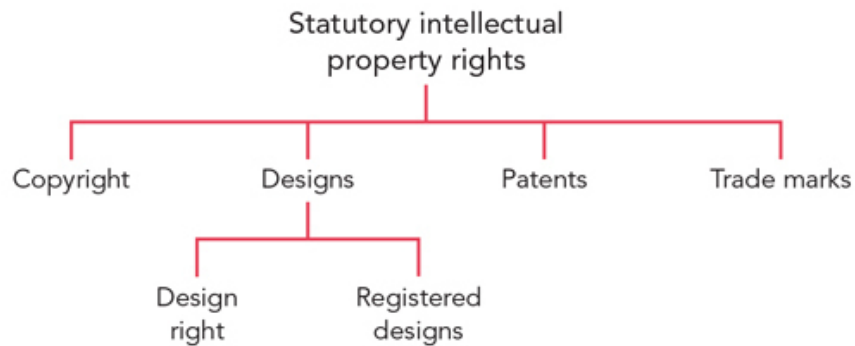 Statutory intellectual
property rights
Copyright
Designs
Patents
Trade marks
Design
right
Registered
designs